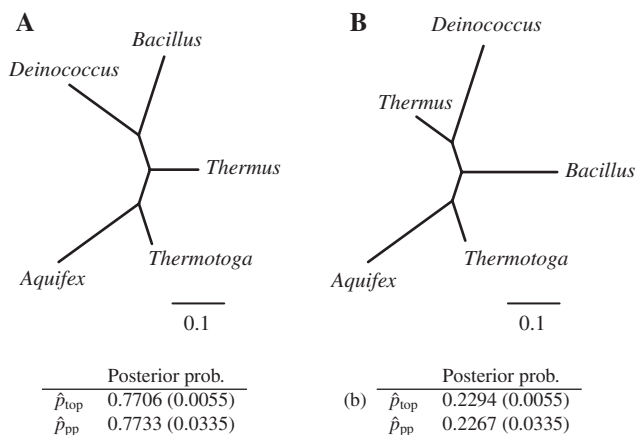 A
B
Deinococcus
Bacillus
Deinococcus
Thermus
Thermus
Bacillus
Aquifex
Thermotoga
Aquifex
Thermotoga
0.1
0.1
Posterior prob.
p̂top 0.7706 (0.0055)
p̂pp 0.7733 (0.0335)
(b)
Posterior prob.
p̂top 0.2294 (0.0055)
p̂pp 0.2267 (0.0335)